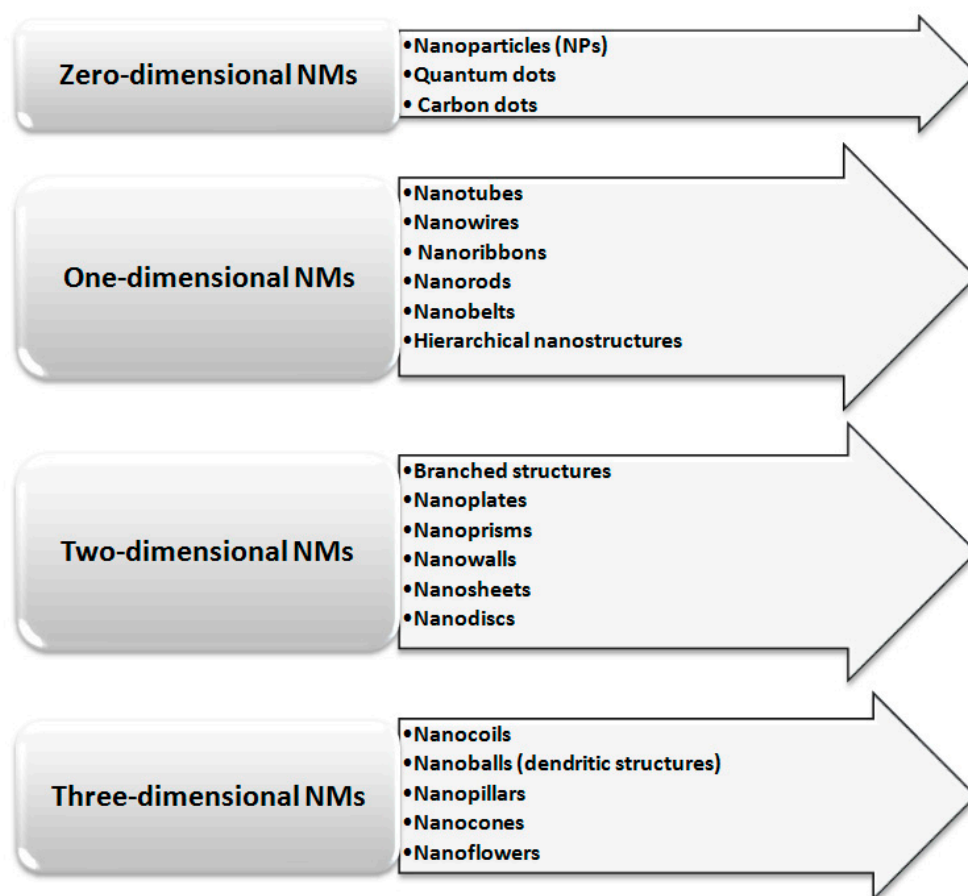 Zero-dimensional NMs
•Nanoparticles (NPs)
•Quantum dots
• Carbon dots
One-dimensional NMs
•Nanotubes
•Nanowires
• Nanoribbons
•Nanorods
•Nanobelts
•Hierarchical nanostructures
Two-dimensional NMs
•Branched structures
•Nanoplates
•Nanoprisms
•Nanowalls
•Nanosheets
•Nanodiscs
Three-dimensional NMs
•Nanocoils
•Nanoballs (dendritic structures)
•Nanopillars
•Nanocones
•Nanoflowers